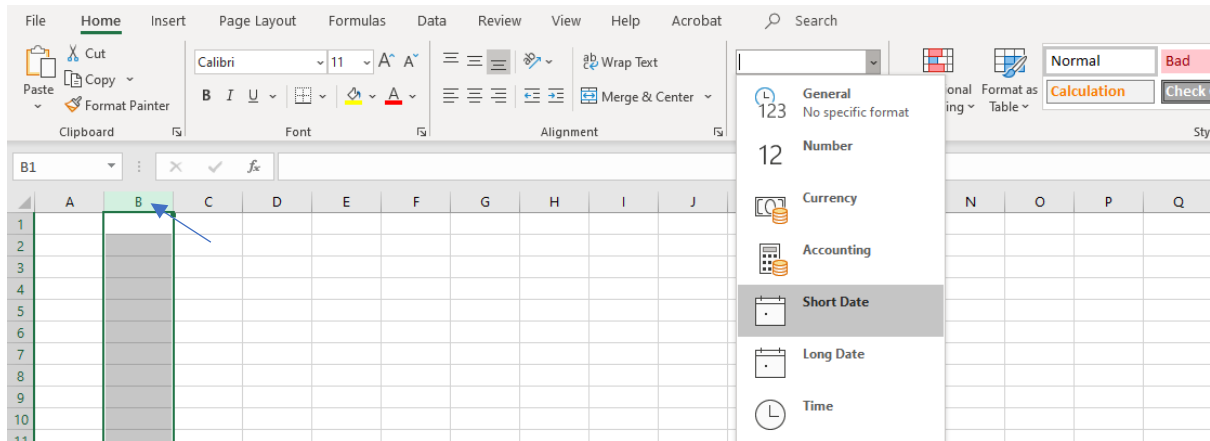 File Home Insert Page Layout Formulas Data Review View Help Acrobat Search
Cut
Copy
Paste
Format Painter
Clipboard
Calibri 11 A^ A˅
B I U A
Font
ab Wrap Text
Merge & Center
Alignment
onal Format as
ing Table
Normal Bad
Calculation Check
Sty
General
123 No specific format
12 Number
Currency
Accounting
Short Date
Long Date
Time
B1 fx
A B C D E F G H I J N O P Q
1
2
3
4
5
6
7
8
9
10
11